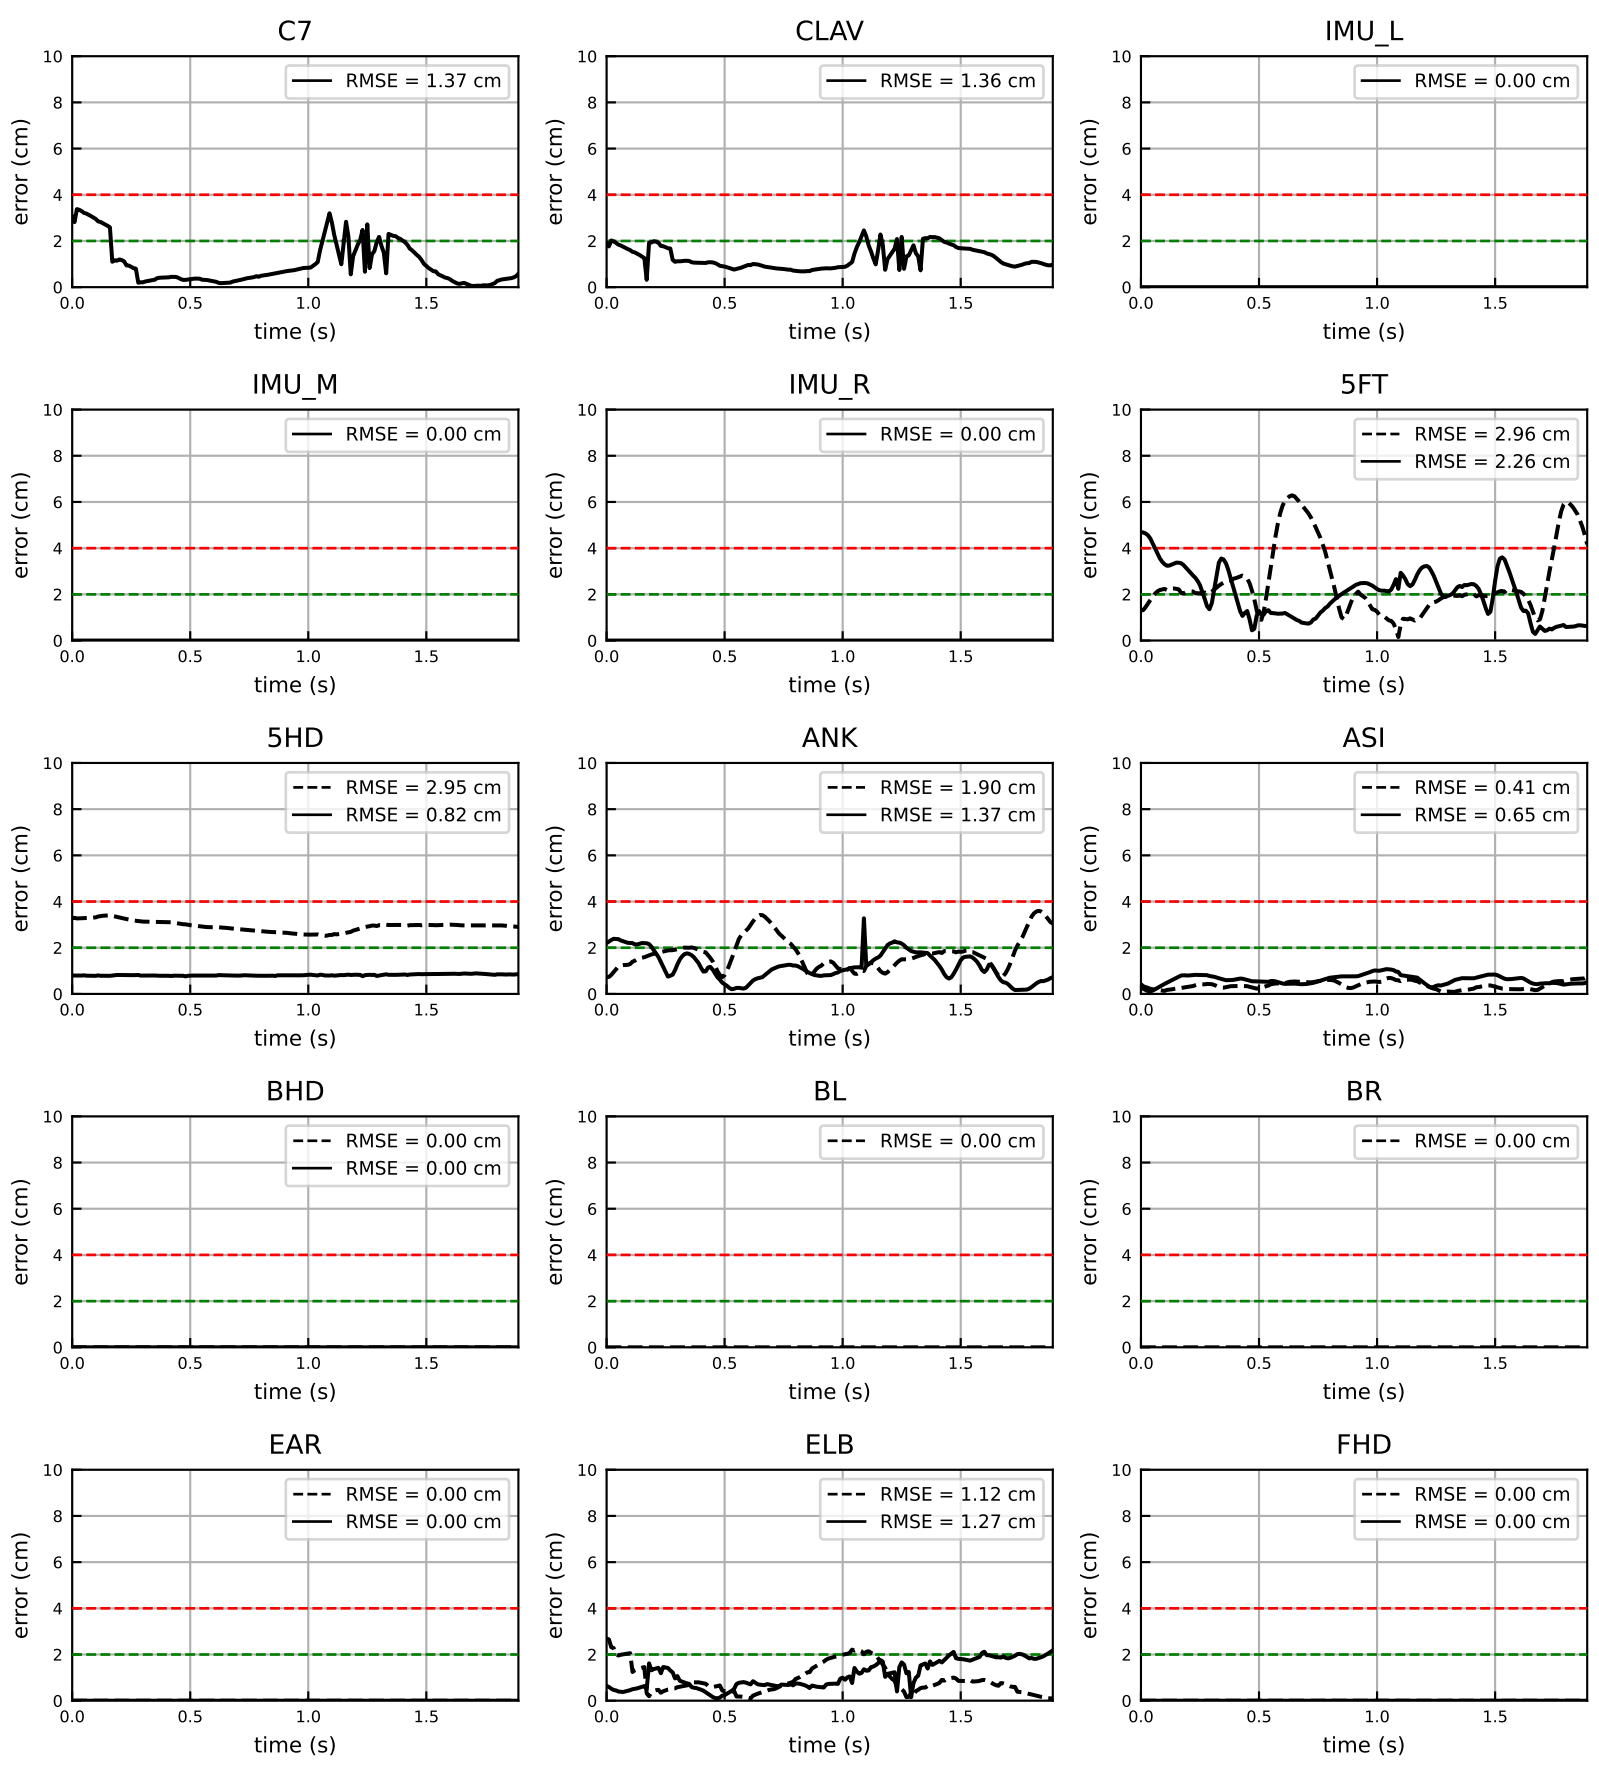 C7
RMSE = 1.37 cm
error (cm)
10
8
6
4
2
0
0.0 0.5 1.0 1.5
time (s)
CLAV
RMSE = 1.36 cm
error (cm)
10
8
6
4
2
0
0.0 0.5 1.0 1.5
time (s)
IMU_L
RMSE = 0.00 cm
error (cm)
10
8
6
4
2
0
0.0 0.5 1.0 1.5
time (s)
IMU_M
RMSE = 0.00 cm
error (cm)
10
8
6
4
2
0
0.0 0.5 1.0 1.5
time (s)
IMU_R
RMSE = 0.00 cm
error (cm)
10
8
6
4
2
0
0.0 0.5 1.0 1.5
time (s)
5FT
RMSE = 2.96 cm
RMSE = 2.26 cm
error (cm)
10
8
6
4
2
0
0.0 0.5 1.0 1.5
time (s)
5HD
RMSE = 2.95 cm
RMSE = 0.82 cm
error (cm)
10
8
6
4
2
0
0.0 0.5 1.0 1.5
time (s)
ANK
RMSE = 1.90 cm
RMSE = 1.37 cm
error (cm)
10
8
6
4
2
0
0.0 0.5 1.0 1.5
time (s)
ASI
RMSE = 0.41 cm
RMSE = 0.65 cm
error (cm)
10
8
6
4
2
0
0.0 0.5 1.0 1.5
time (s)
BHD
RMSE = 0.00 cm
RMSE = 0.00 cm
error (cm)
10
8
6
4
2
0
0.0 0.5 1.0 1.5
time (s)
BL
RMSE = 0.00 cm
error (cm)
10
8
6
4
2
0
0.0 0.5 1.0 1.5
time (s)
BR
RMSE = 0.00 cm
error (cm)
10
8
6
4
2
0
0.0 0.5 1.0 1.5
time (s)
EAR
RMSE = 0.00 cm
RMSE = 0.00 cm
error (cm)
10
8
6
4
2
0
0.0 0.5 1.0 1.5
time (s)
ELB
RMSE = 1.12 cm
RMSE = 1.27 cm
error (cm)
10
8
6
4
2
0
0.0 0.5 1.0 1.5
time (s)
FHD
RMSE = 0.00 cm
RMSE = 0.00 cm
error (cm)
10
8
6
4
2
0
0.0 0.5 1.0 1.5
time (s)